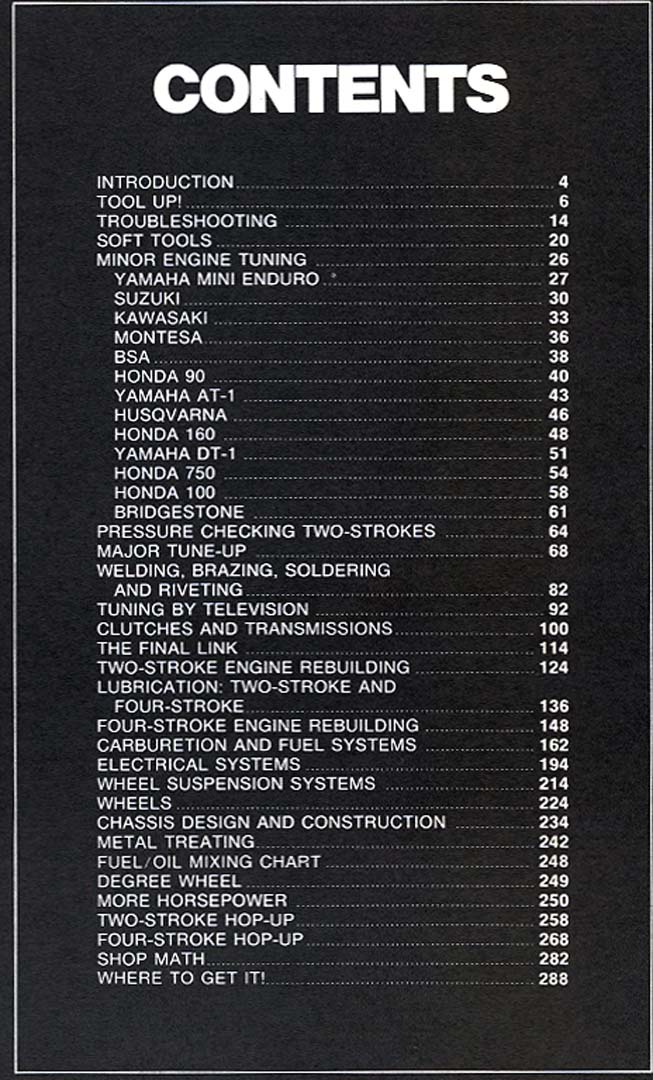 CONTENTS
INTRODUCTION 4
TOOL UP! 6
TROUBLESHOOTING 14
SOFT TOOLS 20
MINOR ENGINE TUNING 26
YAMAHA MINI ENDURO 27
SUZUKI 30
KAWASAKI 33
MONTESA 36
BSA 38
HONDA 90 40
YAMAHA AT-1 43
HUSQVARNA 46
HONDA 160 48
YAMAHA DT-1 51
HONDA 750 54
HONDA 100 58
BRIDGESTONE 61
PRESSURE CHECKING TWO-STROKES 64
MAJOR TUNE-UP 68
WELDING, BRAZING, SOLDERING
AND RIVETING 82
TUNING BY TELEVISION 92
CLUTCHES AND TRANSMISSIONS 100
THE FINAL LINK 114
TWO-STROKE ENGINE REBUILDING 124
LUBRICATION: TWO-STROKE AND
FOUR-STROKE 136
FOUR-STROKE ENGINE REBUILDING 148
CARBURETION AND FUEL SYSTEMS 162
ELECTRICAL SYSTEMS 194
WHEEL SUSPENSION SYSTEMS 214
WHEELS 224
CHASSIS DESIGN AND CONSTRUCTION 234
METAL TREATING 242
FUEL/OIL MIXING CHART 248
DEGREE WHEEL 249
MORE HORSEPOWER 250
TWO-STROKE HOP-UP 258
FOUR-STROKE HOP-UP 268
SHOP MATH 282
WHERE TO GET IT! 288